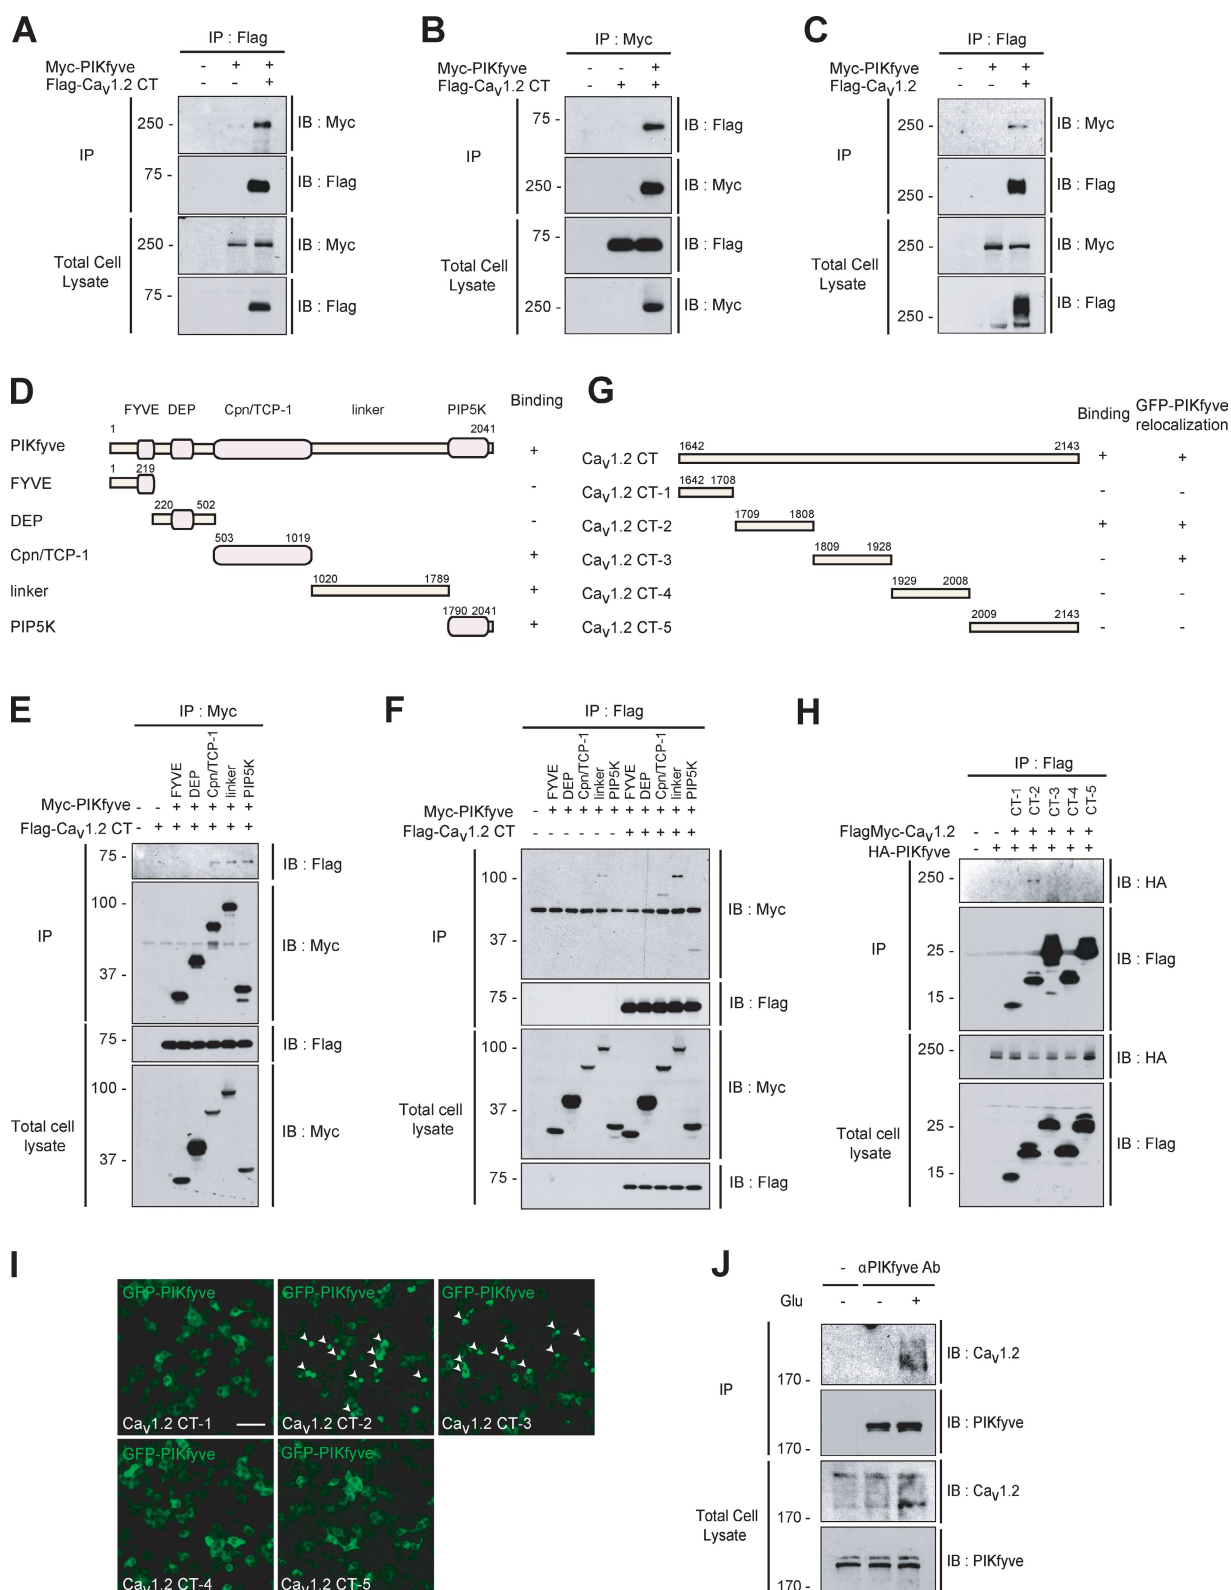 A
IP : Flag
Myc-PIKfyve - + +
Flag-CaV1.2 CT - - +
IP
250 - IB : Myc
75 - IB : Flag
Total Cell
Lysate
250 - IB : Myc
75 - IB : Flag
B
IP : Myc
Myc-PIKfyve - - +
Flag-CaV1.2 CT - + +
IP
75 - IB : Flag
250 - IB : Myc
Total Cell
Lysate
75 - IB : Flag
250 - IB : Myc
C
IP : Flag
Myc-PIKfyve - + +
Flag-CaV1.2 - - +
IP
250 - IB : Myc
250 - IB : Flag
Total Cell
Lysate
250 - IB : Myc
250 - IB : Flag
D
FYVE DEP Cpn/TCP-1 linker PIP5K Binding
PIKfyve 1 2041 +
FYVE 1 219 -
DEP 220 502 -
Cpn/TCP-1 503 1019 +
linker 1020 1789 +
PIP5K 1790 2041 +
G
Binding GFP-PIKfyve
relocalization
CaV1.2 CT 1642 2143 + +
CaV1.2 CT-1 1642 1708 - -
CaV1.2 CT-2 1709 1808 + +
CaV1.2 CT-3 1809 1928 - +
CaV1.2 CT-4 1929 2008 - -
CaV1.2 CT-5 2009 2143 - -
E
IP : Myc
FYVE DEP Cpn/TCP-1 linker PIP5K
Myc-PIKfyve - - + + + + +
Flag-CaV1.2 CT - + + + + + +
IP
75 - IB : Flag
100 -
37 -
IB : Myc
Total cell
lysate
75 - IB : Flag
100 -
37 -
IB : Myc
F
IP : Flag
FYVE DEP Cpn/TCP-1 linker PIP5K FYVE DEP Cpn/TCP-1 linker PIP5K
Myc-PIKfyve - + + + + + + + + + +
Flag-CaV1.2 CT - - - - - - + + + + +
IP
100 -
37 -
IB : Myc
75 - IB : Flag
Total cell
lysate
100 -
37 -
IB : Myc
75 - IB : Flag
H
IP : Flag
CT-1 CT-2 CT-3 CT-4 CT-5
FlagMyc-CaV1.2 - - + + + + +
HA-PIKfyve - + + + + + +
IP
250 - IB : HA
25 -
15 -
IB : Flag
Total cell
lysate
250 - IB : HA
25 -
15 -
IB : Flag
I
GFP-PIKfyve GFP-PIKfyve GFP-PIKfyve
CaV1.2 CT-1 CaV1.2 CT-2 CaV1.2 CT-3
GFP-PIKfyve GFP-PIKfyve
CaV1.2 CT-4 CaV1.2 CT-5
J
- αPIKfyve Ab
Glu - - +
IP
170 - IB : CaV1.2
170 - IB : PIKfyve
Total Cell
Lysate
170 - IB : CaV1.2
170 - IB : PIKfyve